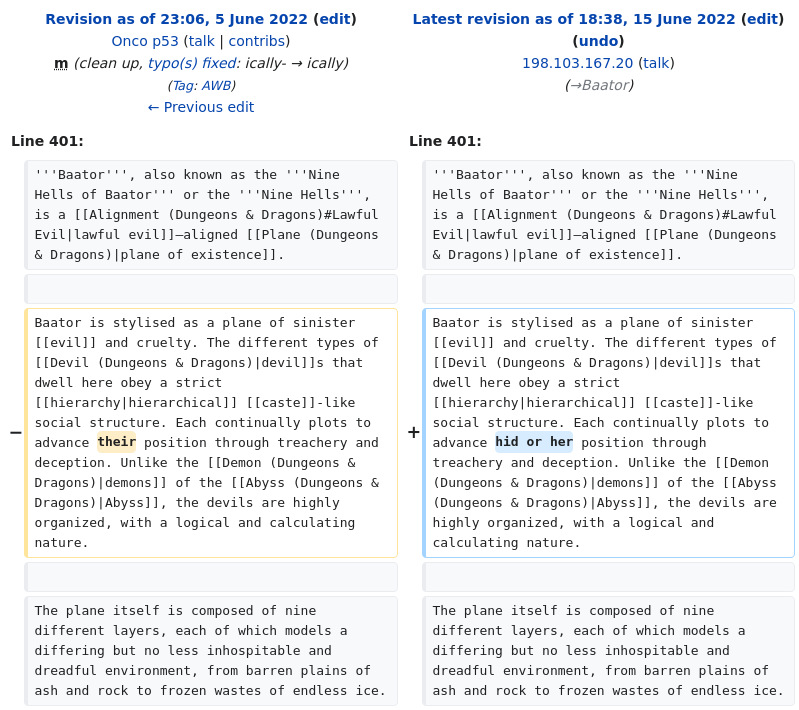 Revision as of 23:06, 5 June 2022 (edit)
Onco p53 (talk | contribs)
m (clean up, typo(s) fixed: ically- → ically)
(Tag: AWB)
← Previous edit
Latest revision as of 18:38, 15 June 2022 (edit)
(undo)
198.103.167.20 (talk)
(→Baator)
Line 401:
'''Baator''', also known as the '''Nine
Hells of Baator''' or the '''Nine Hells''',
is a [[Alignment (Dungeons & Dragons)#Lawful
Evil|lawful evil]]–aligned [[Plane (Dungeons
& Dragons)|plane of existence]].
Baator is stylised as a plane of sinister
[[evil]] and cruelty. The different types of
[[Devil (Dungeons & Dragons)|devil]]s that
dwell here obey a strict
[[hierarchy|hierarchical]] [[caste]]-like
social structure. Each continually plots to
− advance their position through treachery and
deception. Unlike the [[Demon (Dungeons &
Dragons)|demons]] of the [[Abyss (Dungeons &
Dragons)|Abyss]], the devils are highly
organized, with a logical and calculating
nature.
The plane itself is composed of nine
different layers, each of which models a
differing but no less inhospitable and
dreadful environment, from barren plains of
ash and rock to frozen wastes of endless ice.
Line 401:
'''Baator''', also known as the '''Nine
Hells of Baator''' or the '''Nine Hells''',
is a [[Alignment (Dungeons & Dragons)#Lawful
Evil|lawful evil]]–aligned [[Plane (Dungeons
& Dragons)|plane of existence]].
Baator is stylised as a plane of sinister
[[evil]] and cruelty. The different types of
[[Devil (Dungeons & Dragons)|devil]]s that
dwell here obey a strict
[[hierarchy|hierarchical]] [[caste]]-like
social structure. Each continually plots to
+ advance hid or her position through
treachery and deception. Unlike the [[Demon
(Dungeons & Dragons)|demons]] of the [[Abyss
(Dungeons & Dragons)|Abyss]], the devils are
highly organized, with a logical and
calculating nature.
The plane itself is composed of nine
different layers, each of which models a
differing but no less inhospitable and
dreadful environment, from barren plains of
ash and rock to frozen wastes of endless ice.